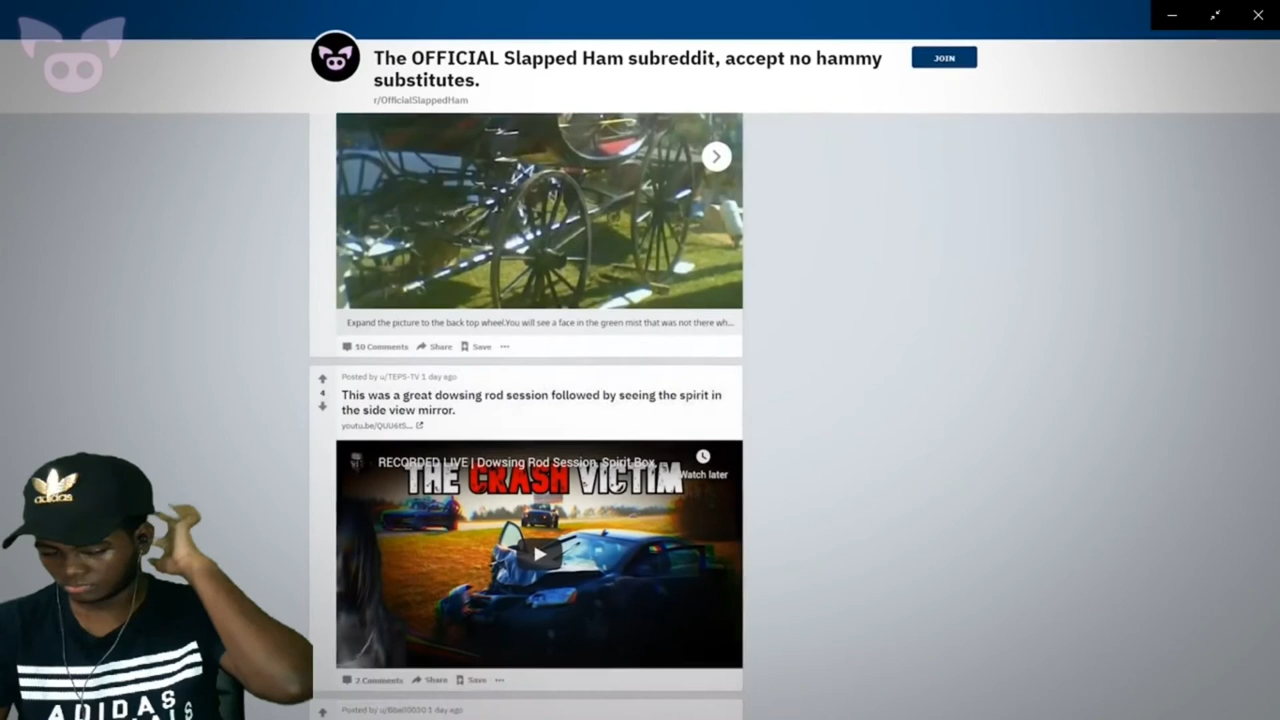 The OFFICIAL Slapped Ham subreddit, accept no hammy
substitutes.
r/OfficialSlappedHam
JOIN
Expand the picture to the back top wheel.You will see a face in the green mist that was not there wh...
10 Comments Share Save ...
Posted by u/TEPS-TV 1 day ago
4
This was a great dowsing rod session followed by seeing the spirit in
the side view mirror.
youtu.be/QUU6tS...
RECORDED LIVE | Dowsing Rod Session, Spirit Box,
Watch later
THE CRASH VICTIM
2 Comments Share Save ...
adidas
ADIDAS